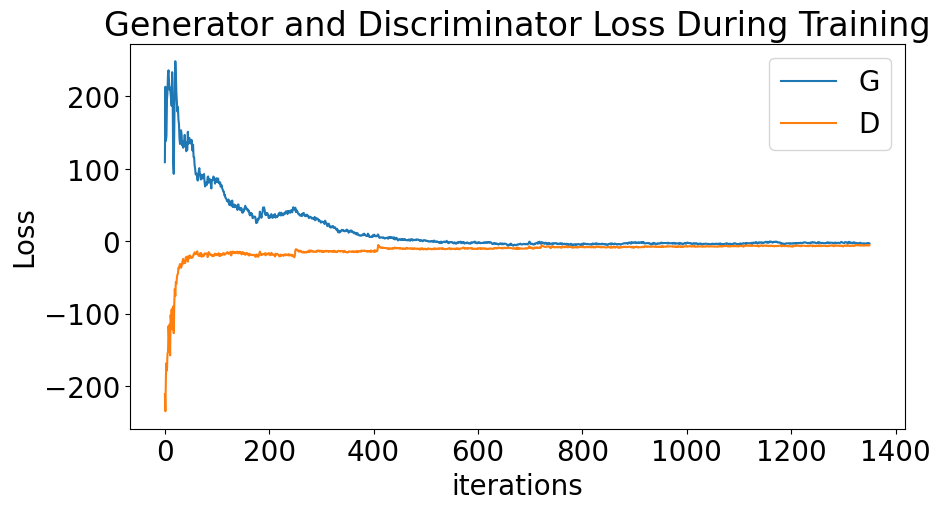 Generator and Discriminator Loss During Training
G
D
200
100
0
−100
−200
Loss
0 200 400 600 800 1000 1200 1400
iterations